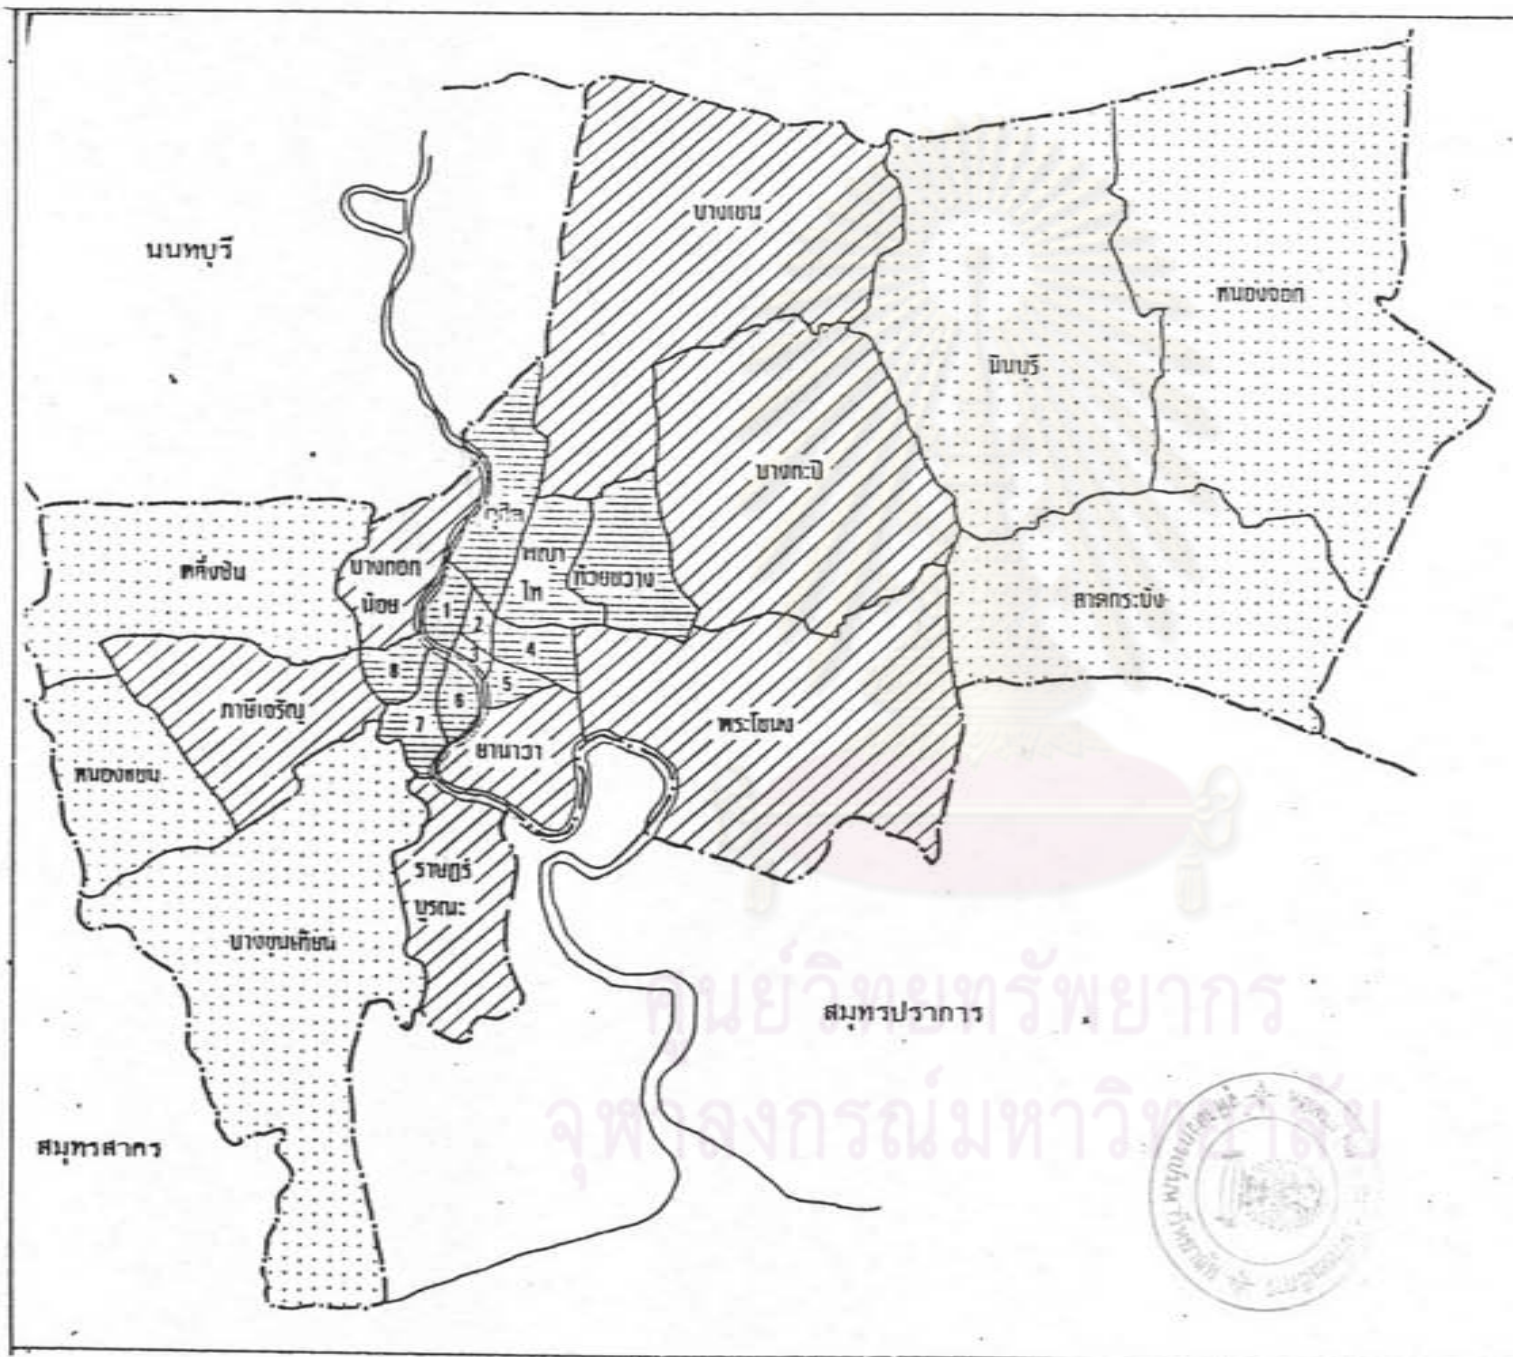 นนทบุรี
บางเขน
หนองจอก
มีนบุรี
บางกะปิ
ดุสิต
ตลิ่งชัน
บางกอก
น้อย
พญา
ไท
ห้วยขวาง
ลาดกระบัง
1
2
3
4
5
6
7
8
ภาษีเจริญ
พระโขนง
ยานาวา
หนองแขม
ราษฎร์
บูรณะ
บางขุนเทียน
สมุทรปราการ
สมุทรสาคร
ศูนย์วิทยทรัพยากร
จุฬาลงกรณ์มหาวิทยาลัย